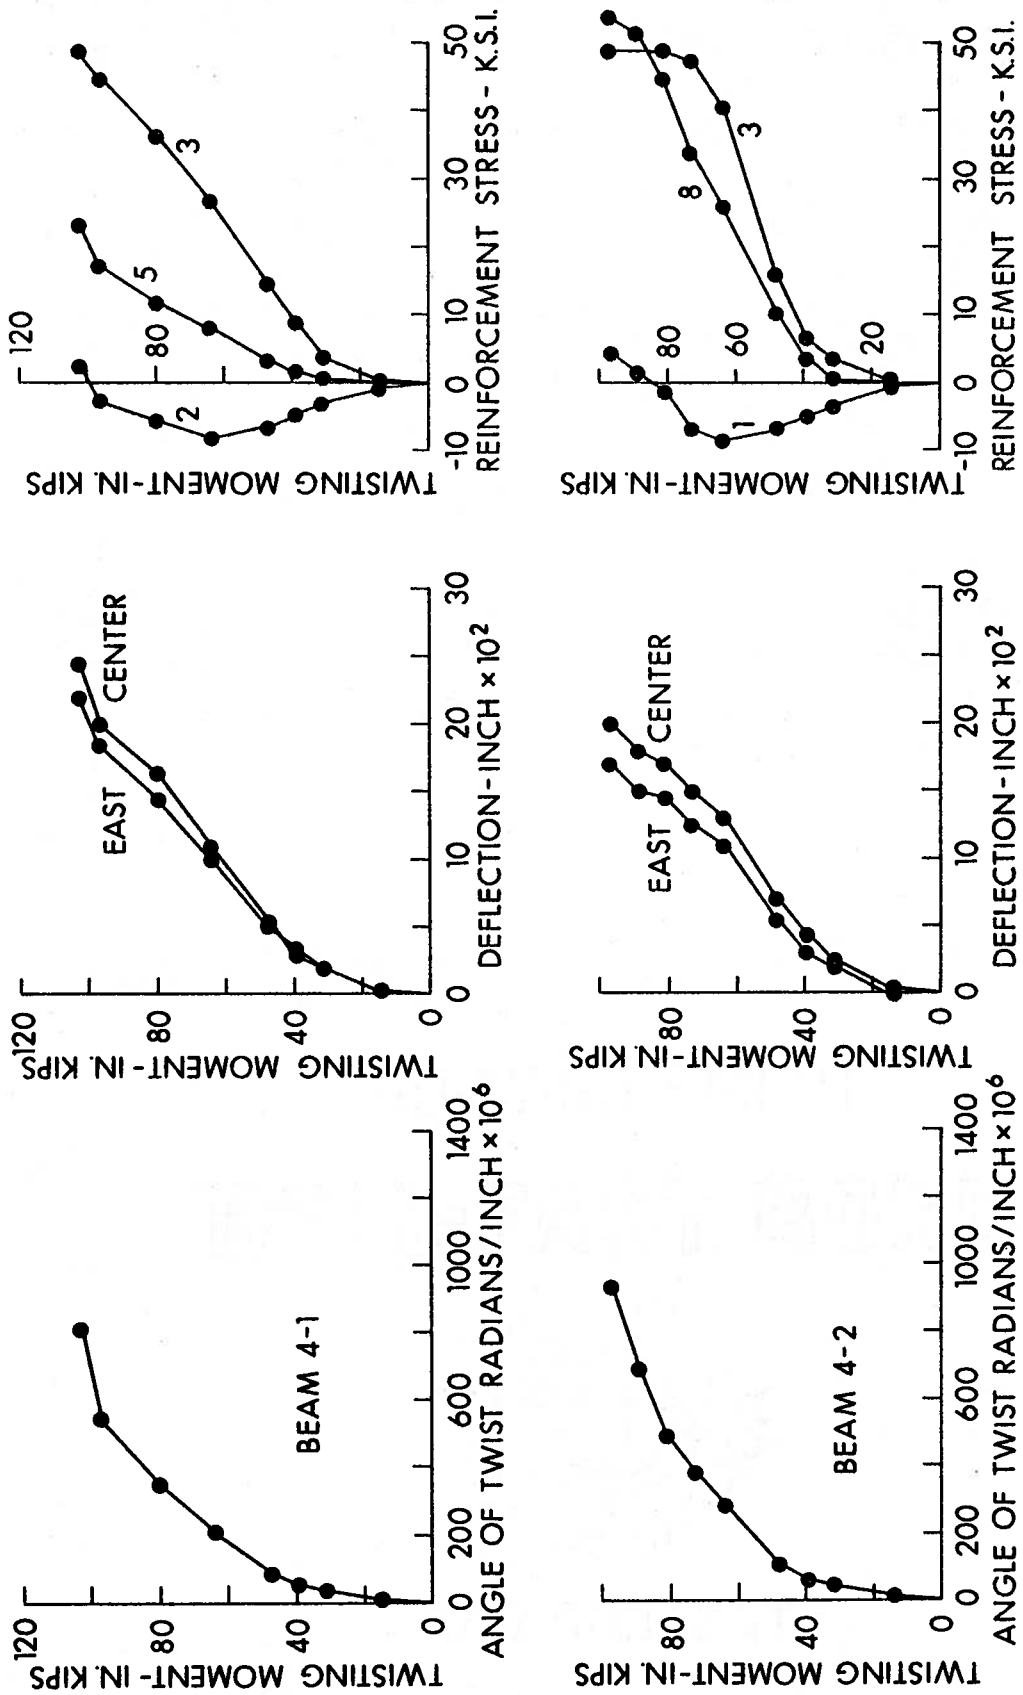 TWISTING MOMENT-IN. KIPS
120
80
40
0
0 200 600 1000 1400
ANGLE OF TWIST RADIANS/INCH × 10⁶
BEAM 4-1
TWISTING MOMENT-IN. KIPS
120
80
40
0
0 10 20 30
DEFLECTION-INCH × 10²
EAST
CENTER
TWISTING MOMENT-IN. KIPS
120
80
2
5
3
-10 0 10 30 50
REINFORCEMENT STRESS - K.S.I.
TWISTING MOMENT-IN. KIPS
80
40
0
0 200 600 1000 1400
ANGLE OF TWIST RADIANS/INCH × 10⁶
BEAM 4-2
TWISTING MOMENT-IN. KIPS
80
40
0
0 10 20 30
DEFLECTION-INCH × 10²
EAST
CENTER
TWISTING MOMENT-IN. KIPS
80
60
20
1
8
3
-10 0 10 30 50
REINFORCEMENT STRESS - K.S.I.